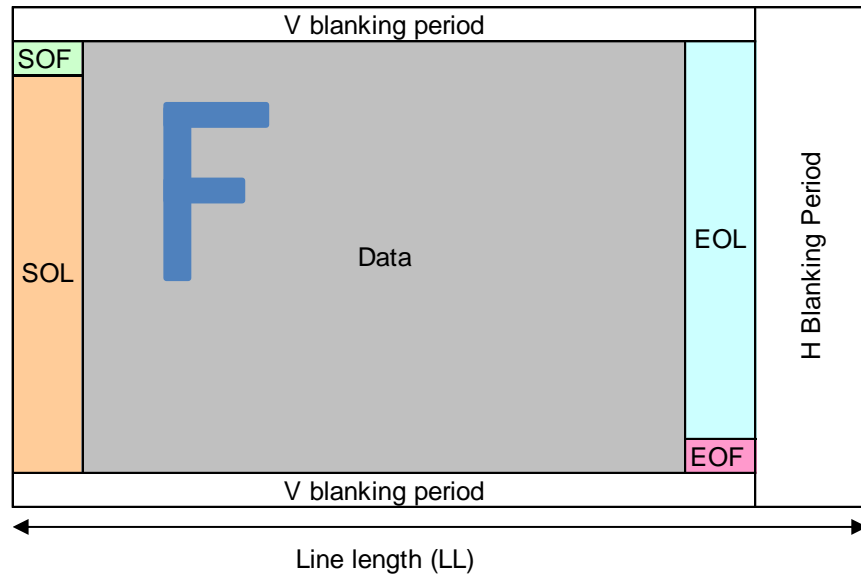 V blanking period
SOF
F
SOL
Data
EOL
H Blanking Period
EOF
V blanking period
Line length (LL)